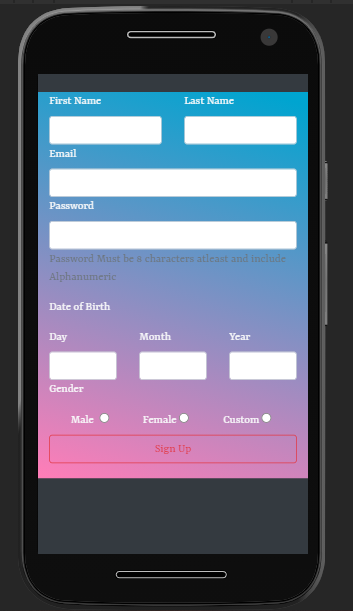 First Name Last Name
Email
Password
Password Must be 8 characters atleast and include
Alphanumeric
Date of Birth
Day Month Year
Gender
Male Female Custom
Sign Up